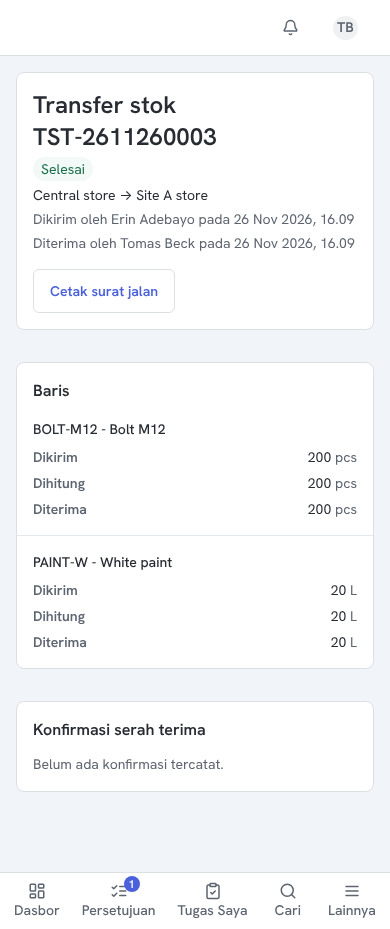 TB
Transfer stok
TST-2611260003
Selesai
Central store → Site A store
Dikirim oleh Erin Adebayo pada 26 Nov 2026, 16.09
Diterima oleh Tomas Beck pada 26 Nov 2026, 16.09
Cetak surat jalan
Baris
BOLT-M12 - Bolt M12
Dikirim 200 pcs
Dihitung 200 pcs
Diterima 200 pcs
PAINT-W - White paint
Dikirim 20 L
Dihitung 20 L
Diterima 20 L
Konfirmasi serah terima
Belum ada konfirmasi tercatat.
1
Dasbor Persetujuan Tugas Saya Cari Lainnya